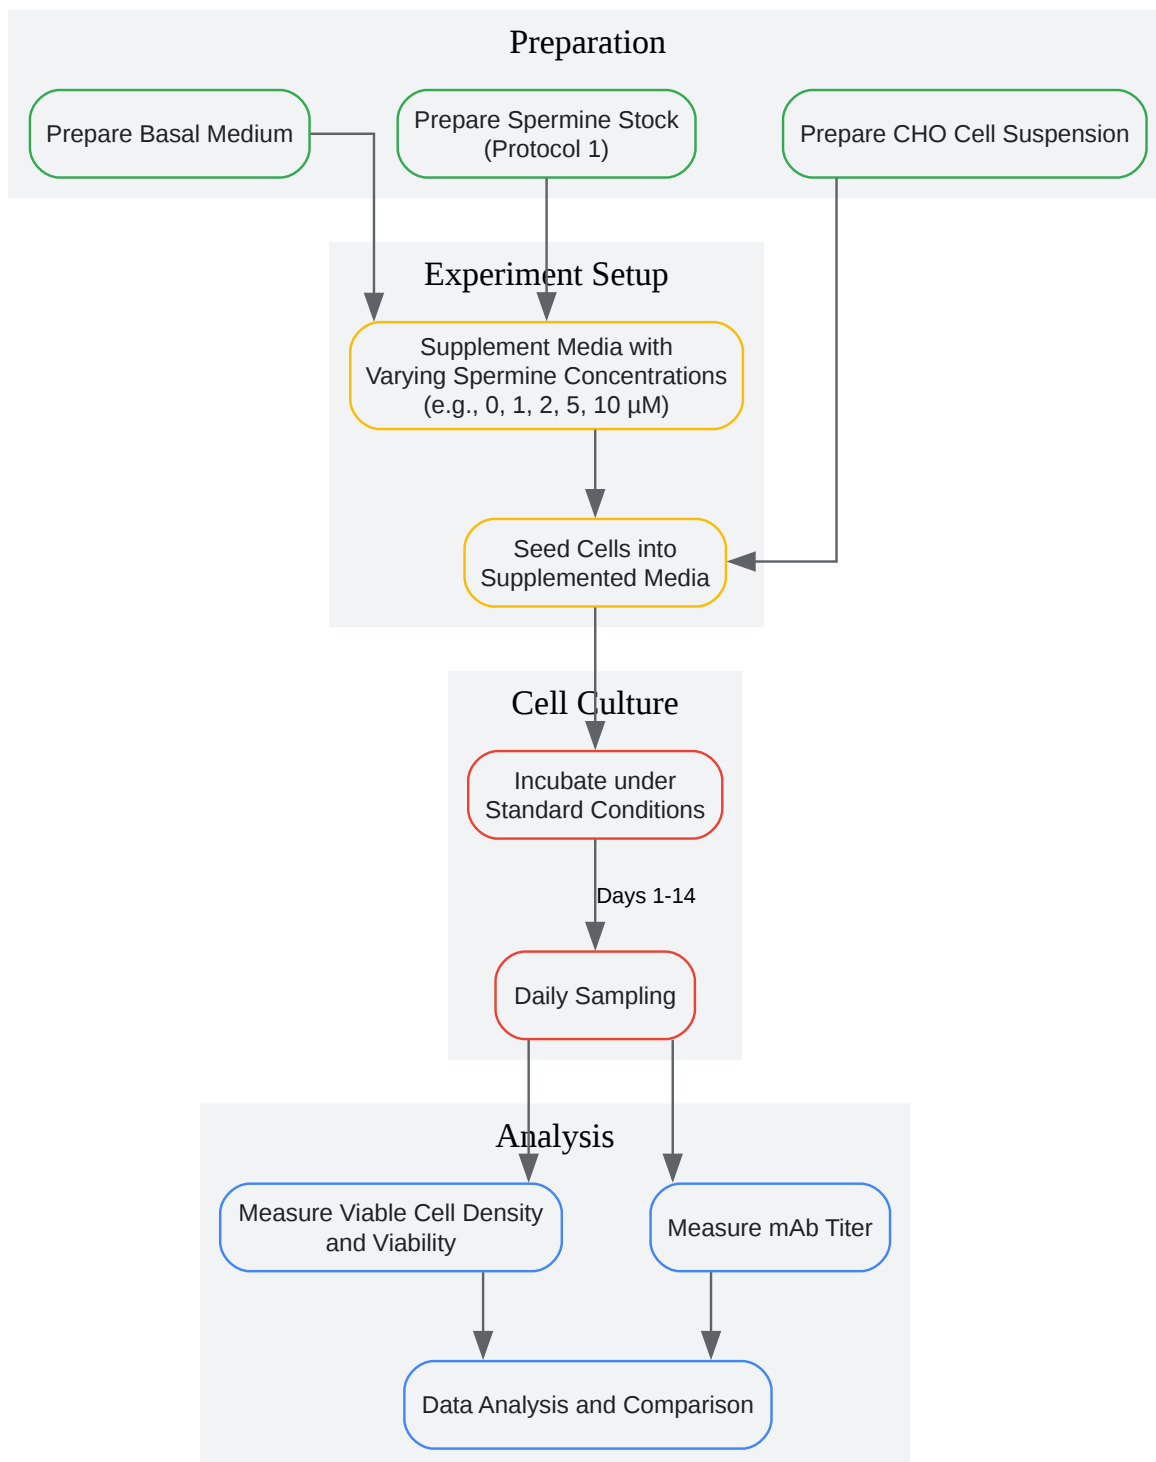 Preparation
Prepare Basal Medium
Prepare Spermine Stock
(Protocol 1)
Prepare CHO Cell Suspension
Experiment Setup
Supplement Media with
Varying Spermine Concentrations
(e.g., 0, 1, 2, 5, 10 µM)
Seed Cells into
Supplemented Media
Cell Culture
Incubate under
Standard Conditions
Days 1-14
Daily Sampling
Analysis
Measure Viable Cell Density
and Viability
Measure mAb Titer
Data Analysis and Comparison